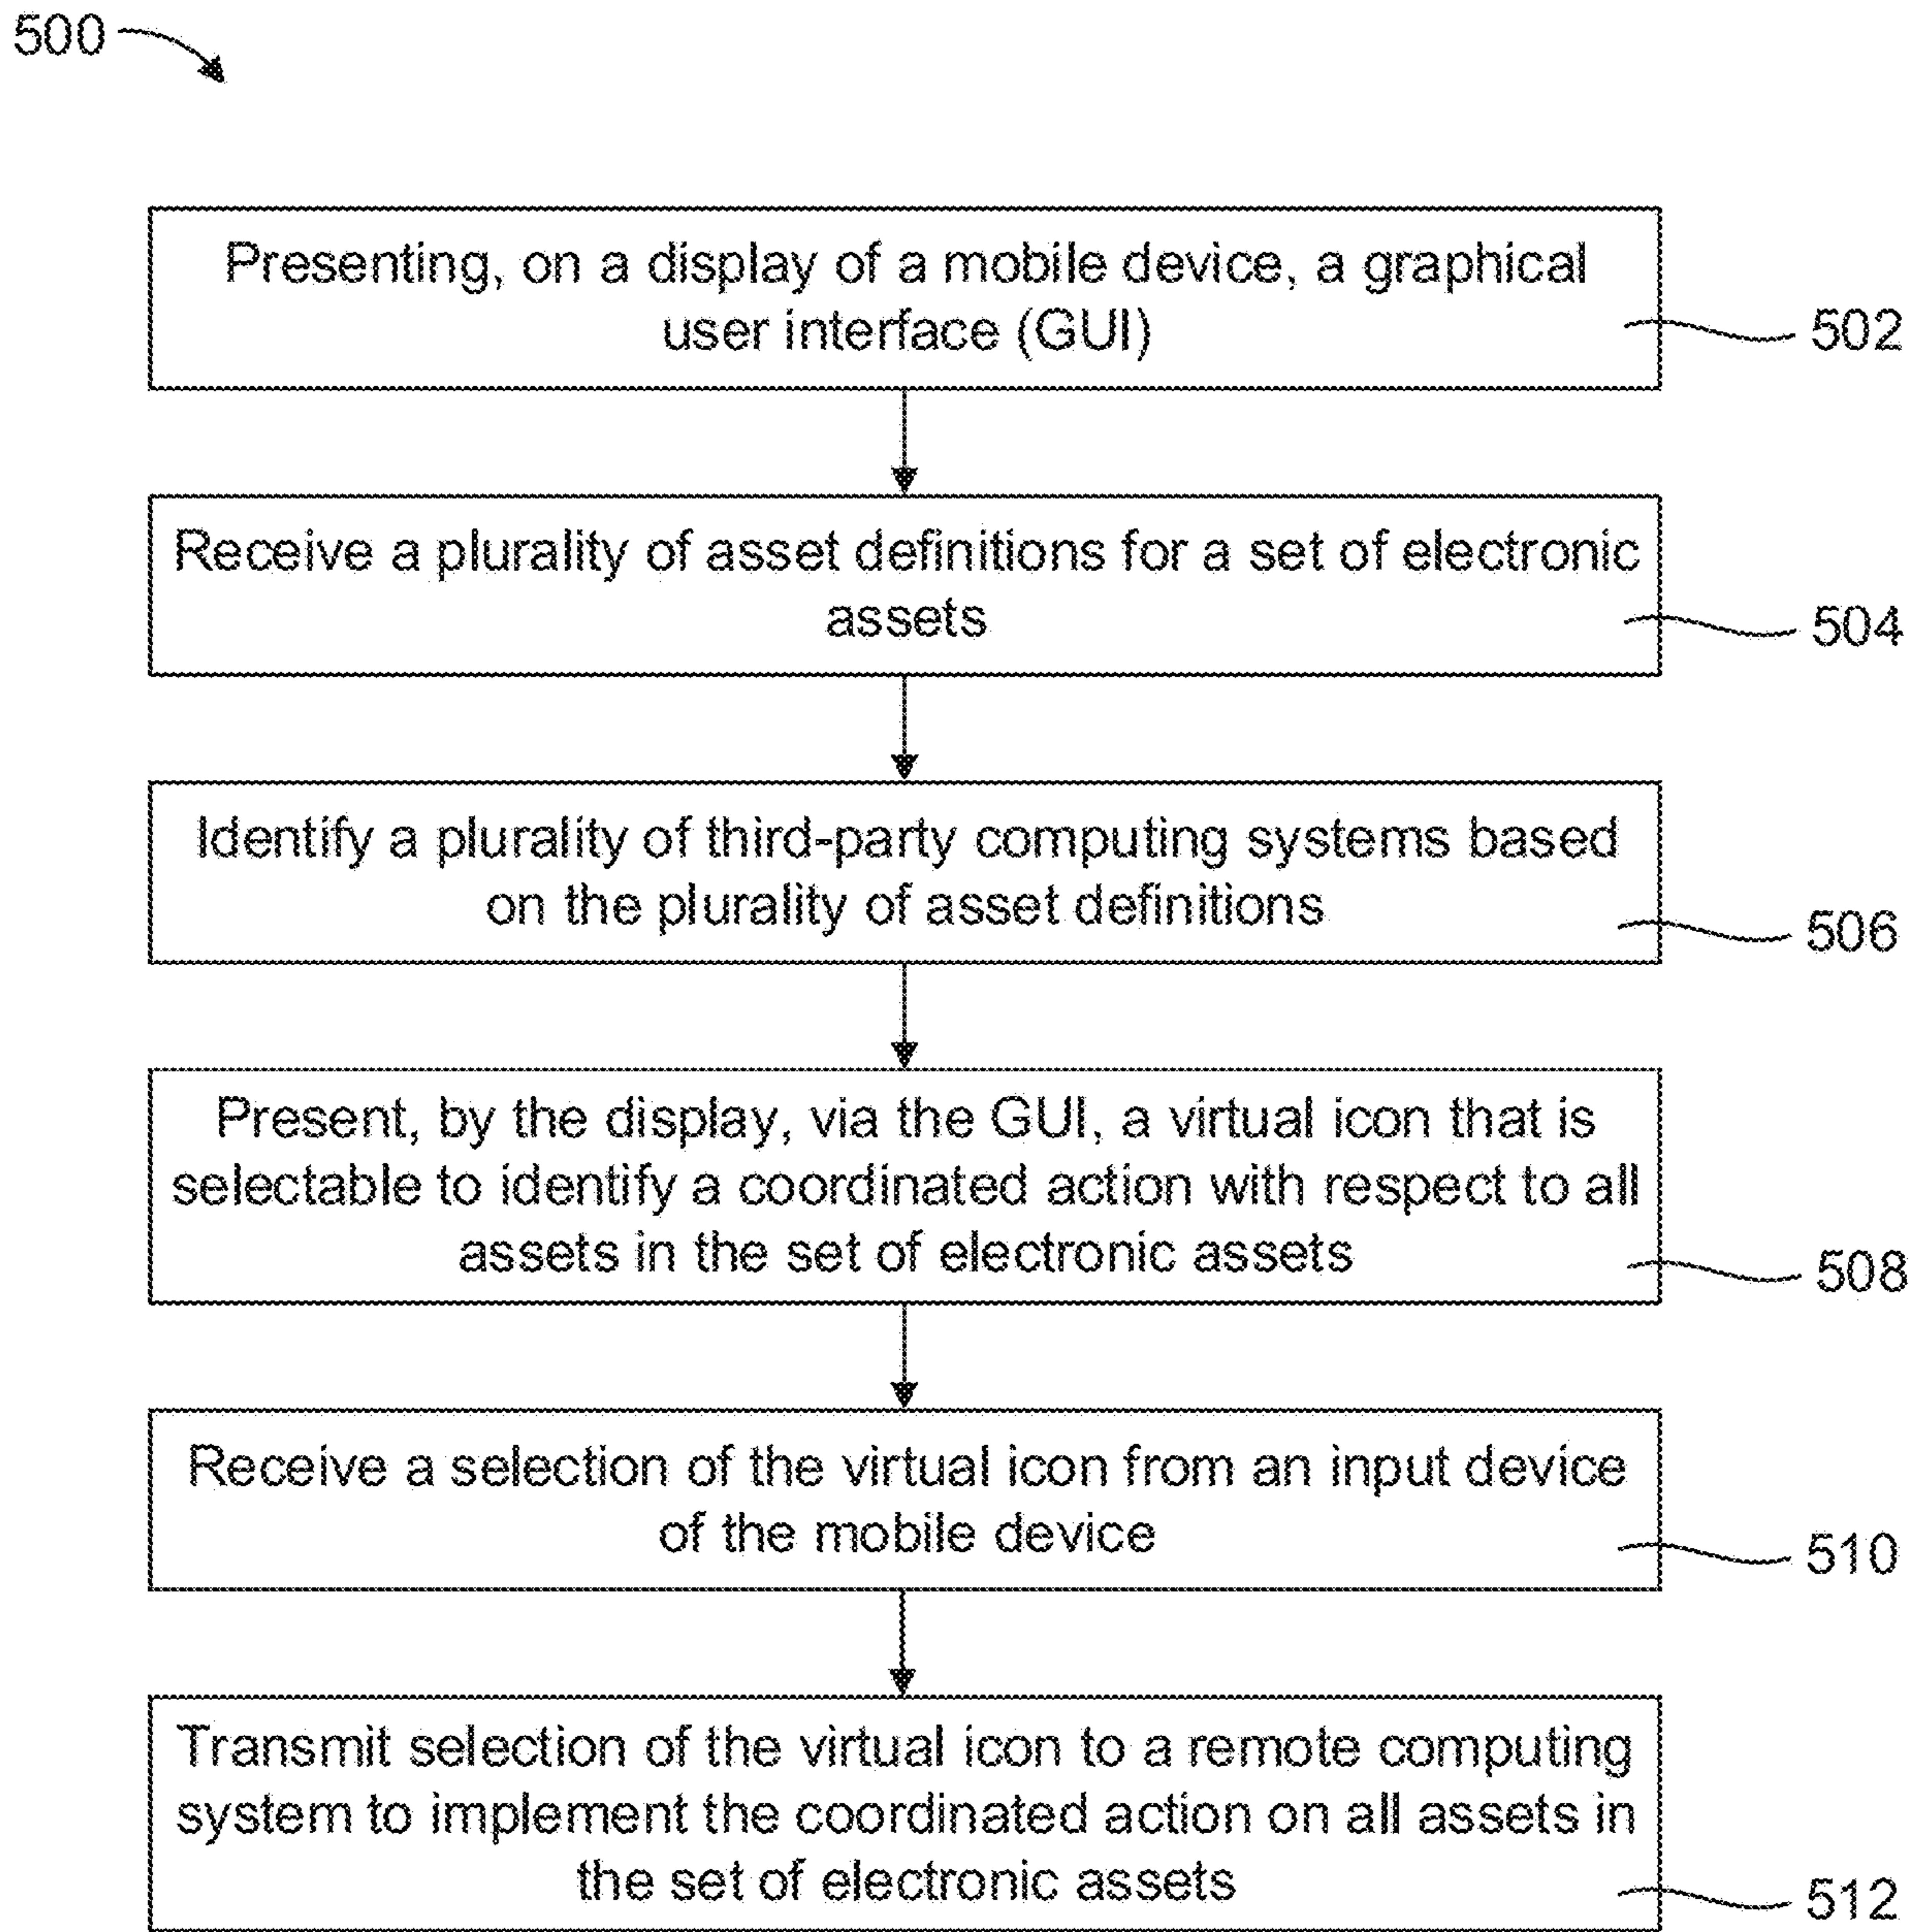 500
Presenting, on a display of a mobile device, a graphical
user interface (GUI)
502
Receive a plurality of asset definitions for a set of electronic
assets
504
Identify a plurality of third-party computing systems based
on the plurality of asset definitions
506
Present, by the display, via the GUI, a virtual icon that is
selectable to identify a coordinated action with respect to all
assets in the set of electronic assets
508
Receive a selection of the virtual icon from an input device
of the mobile device
510
Transmit selection of the virtual icon to a remote computing
system to implement the coordinated action on all assets in
the set of electronic assets
512